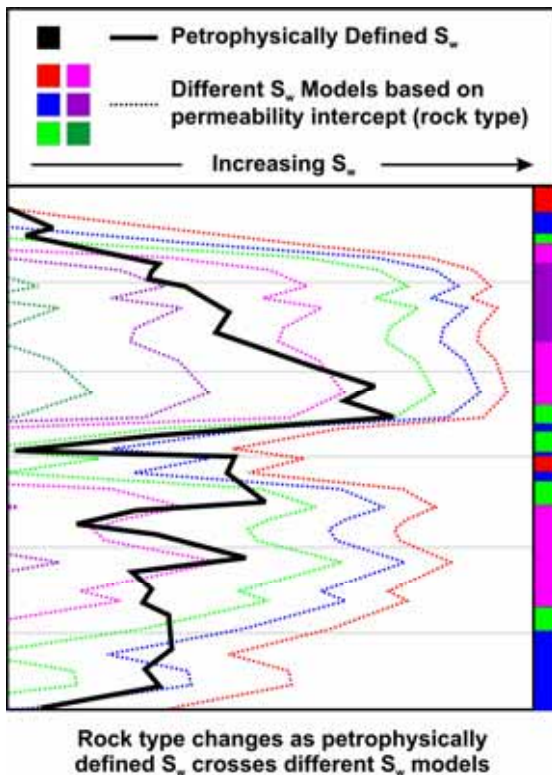 Petrophysically Defined Sw
Different Sw Models based on
permeability intercept (rock type)
Increasing Sw
Rock type changes as petrophysically
defined Sw crosses different Sw models